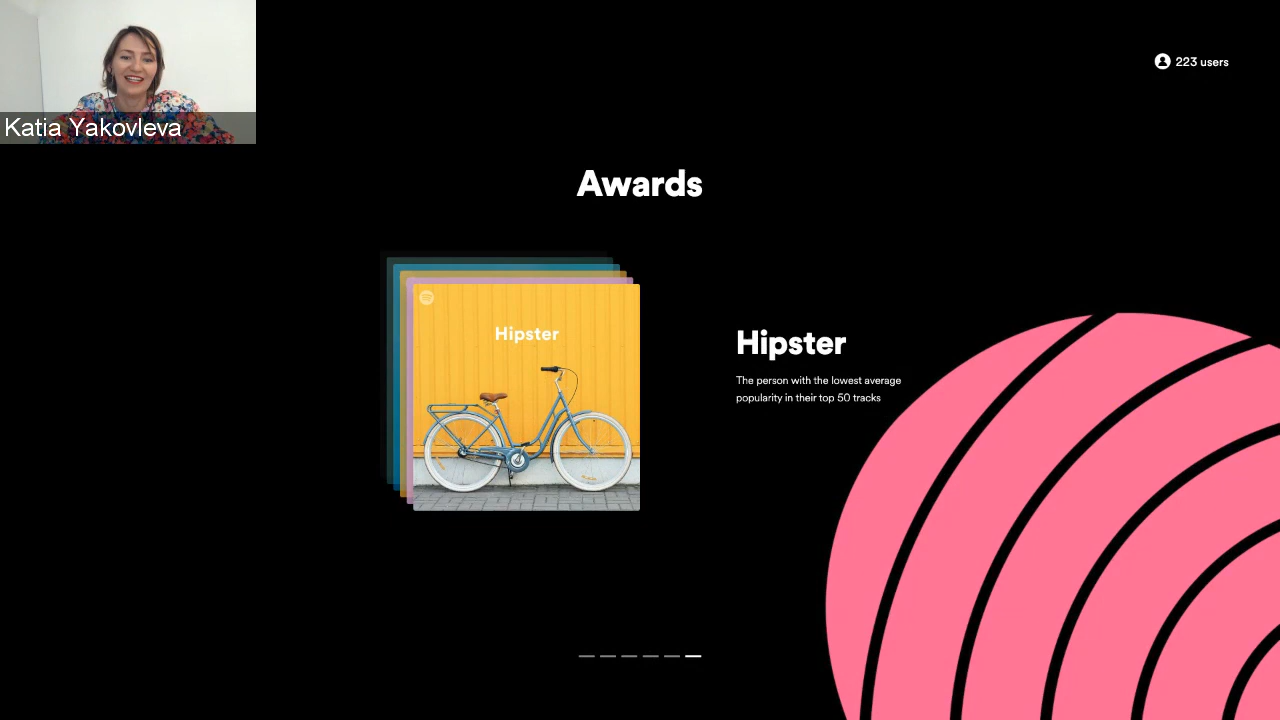 Katia Yakovleva
223 users
Awards
Hipster
Hipster
The person with the lowest average
popularity in their top 50 tracks